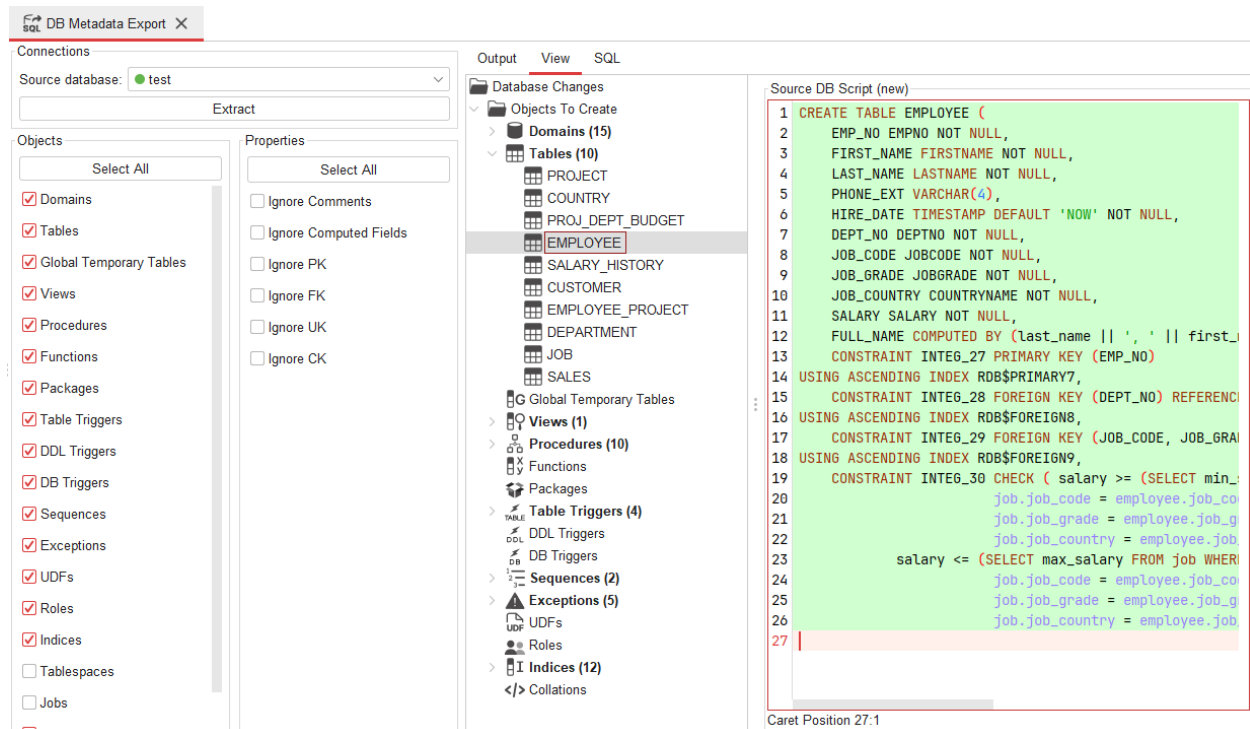 DB Metadata Export
Connections
Source database: test
Extract
Objects
Select All
Domains
Tables
Global Temporary Tables
Views
Procedures
Functions
Packages
Table Triggers
DDL Triggers
DB Triggers
Sequences
Exceptions
UDFs
Roles
Indices
Tablespaces
Jobs
Properties
Select All
Ignore Comments
Ignore Computed Fields
Ignore PK
Ignore FK
Ignore UK
Ignore CK
Output View SQL
Database Changes
Objects To Create
Domains (15)
Tables (10)
PROJECT
COUNTRY
PROJ_DEPT_BUDGET
EMPLOYEE
SALARY_HISTORY
CUSTOMER
EMPLOYEE_PROJECT
DEPARTMENT
JOB
SALES
Global Temporary Tables
Views (1)
Procedures (10)
Functions
Packages
Table Triggers (4)
DDL Triggers
DB Triggers
Sequences (2)
Exceptions (5)
UDFs
Roles
Indices (12)
Collations
Source DB Script (new)
1 CREATE TABLE EMPLOYEE (
2 EMP_NO EMPNO NOT NULL,
3 FIRST_NAME FIRSTNAME NOT NULL,
4 LAST_NAME LASTNAME NOT NULL,
5 PHONE_EXT VARCHAR(4),
6 HIRE_DATE TIMESTAMP DEFAULT 'NOW' NOT NULL,
7 DEPT_NO DEPTNO NOT NULL,
8 JOB_CODE JOBCODE NOT NULL,
9 JOB_GRADE JOBGRADE NOT NULL,
10 JOB_COUNTRY COUNTRYNAME NOT NULL,
11 SALARY SALARY NOT NULL,
12 FULL_NAME COMPUTED BY (last_name || ', ' || first_
13 CONSTRAINT INTEG_27 PRIMARY KEY (EMP_NO)
14 USING ASCENDING INDEX RDB$PRIMARY7,
15 CONSTRAINT INTEG_28 FOREIGN KEY (DEPT_NO) REFERENC
16 USING ASCENDING INDEX RDB$FOREIGN8,
17 CONSTRAINT INTEG_29 FOREIGN KEY (JOB_CODE, JOB_GRA
18 USING ASCENDING INDEX RDB$FOREIGN9,
19 CONSTRAINT INTEG_30 CHECK ( salary >= (SELECT min_
20 job.job_code = employee.job_co
21 job.job_grade = employee.job_g
22 job.job_country = employee.job_
23 salary <= (SELECT max_salary FROM job WHER
24 job.job_code = employee.job_co
25 job.job_grade = employee.job_g
26 job.job_country = employee.job_
27
Caret Position 27:1